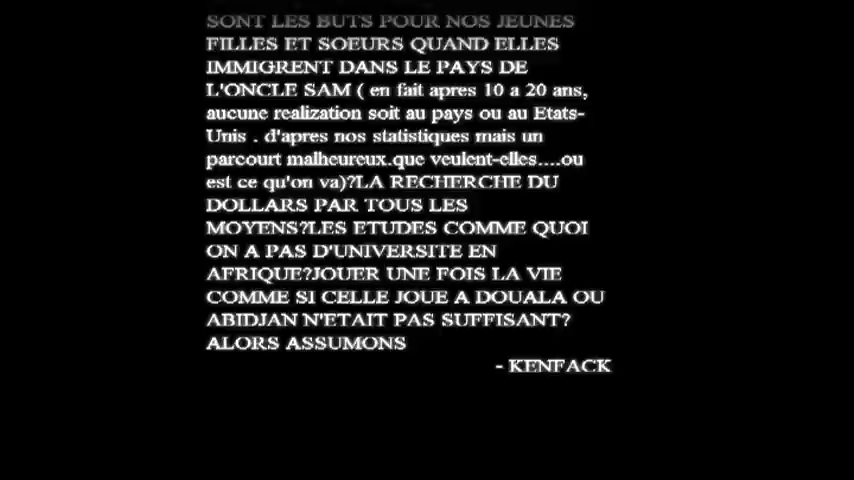 SONT LES BUTS POUR NOS JEUNES
FILLES ET SOEURS QUAND ELLES
IMMIGRENT DANS LE PAYS DE
L'ONCLE SAM ( en fait apres 10 a 20 ans,
aucune realization soit au pays ou au Etats-
Unis . d'apres nos statistiques mais un
parcourt malheureux.que veulent-elles....ou
est ce qu'on va)?LA RECHERCHE DU
DOLLARS PAR TOUS LES
MOYENS?LES ETUDES COMME QUOI
ON A PAS D'UNIVERSITE EN
AFRIQUE?JOUER UNE FOIS LA VIE
COMME SI CELLE JOUE A DOUALA OU
ABIDJAN N'ETAIT PAS SUFFISANT?
ALORS ASSUMONS
- KENFACK